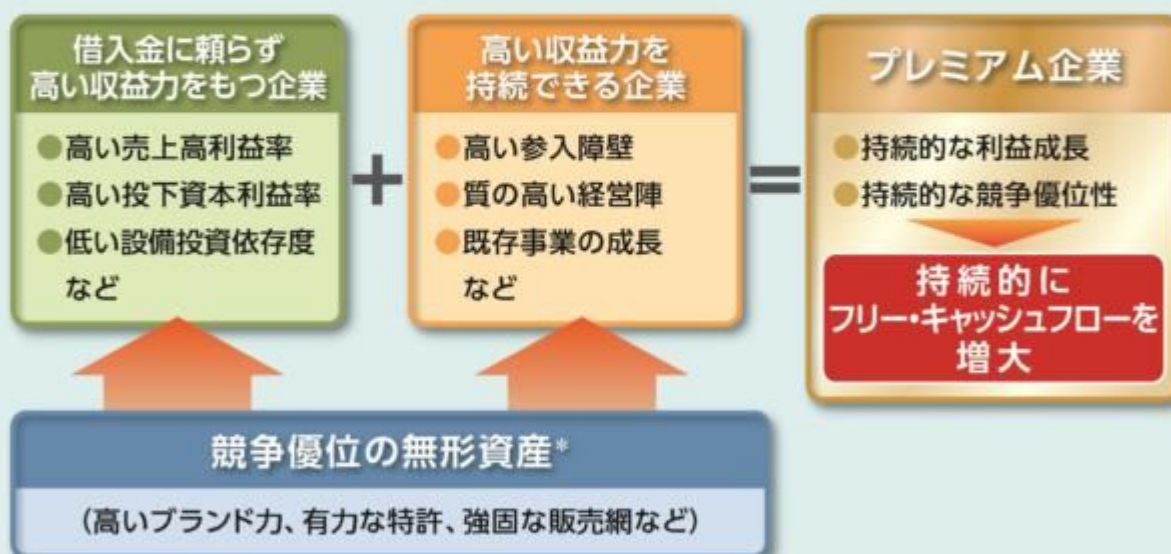 借入金に頼らず
高い収益力をもつ企業
●高い売上高利益率
●高い投下資本利益率
●低い設備投資依存度
など
+
高い収益力を
持続できる企業
●高い参入障壁
●質の高い経営陣
●既存事業の成長
など
=
プレミアム企業
●持続的な利益成長
●持続的な競争優位性
持続的に
フリー・キャッシュフローを
増大
競争優位の無形資産*
(高いブランド力、有力な特許、強固な販売網など)